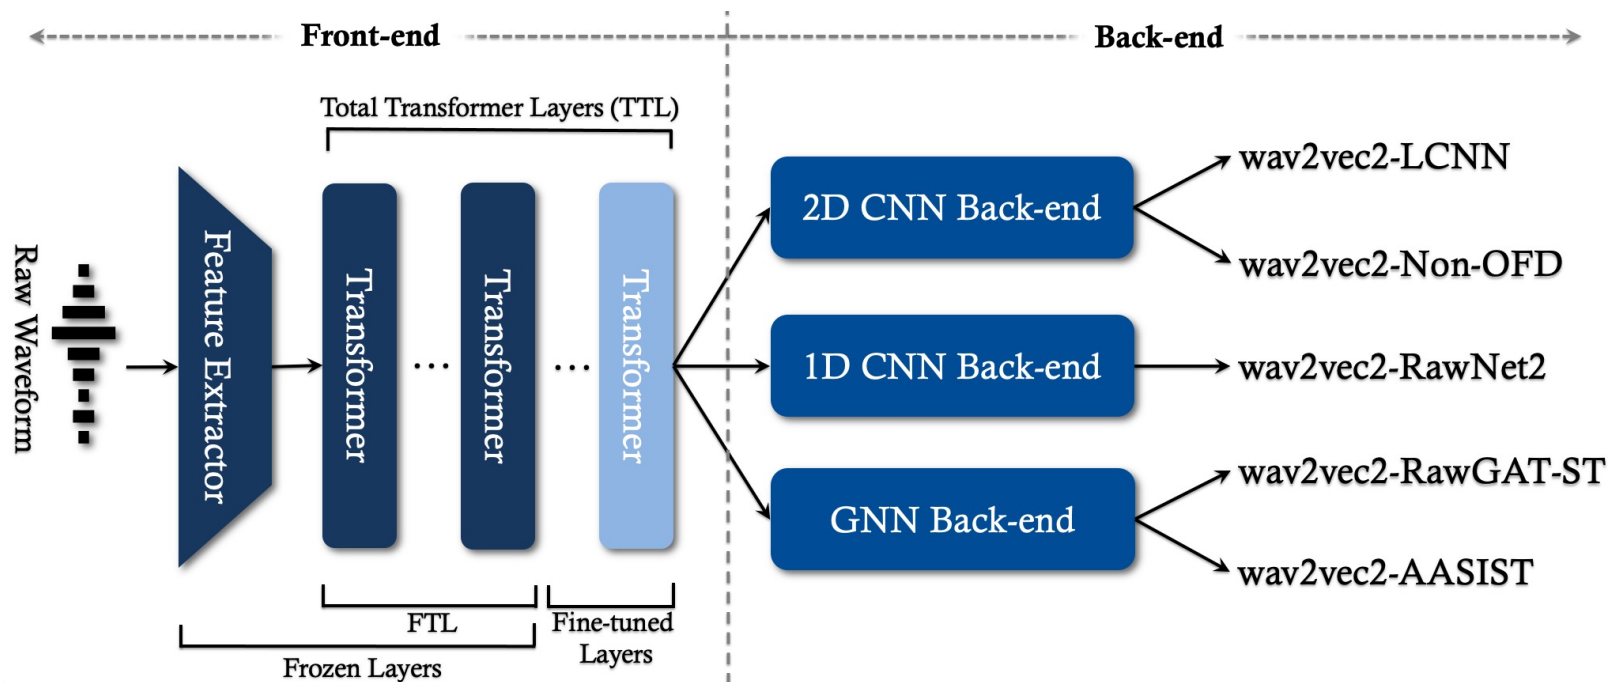 Front-end
Back-end
Total Transformer Layers (TTL)
Raw Waveform
Feature Extractor
Transformer
...
Transformer
...
Transformer
2D CNN Back-end
1D CNN Back-end
GNN Back-end
wav2vec2-LCNN
wav2vec2-Non-OFD
wav2vec2-RawNet2
wav2vec2-RawGAT-ST
wav2vec2-AASIST
FTL
Fine-tuned
Layers
Frozen Layers